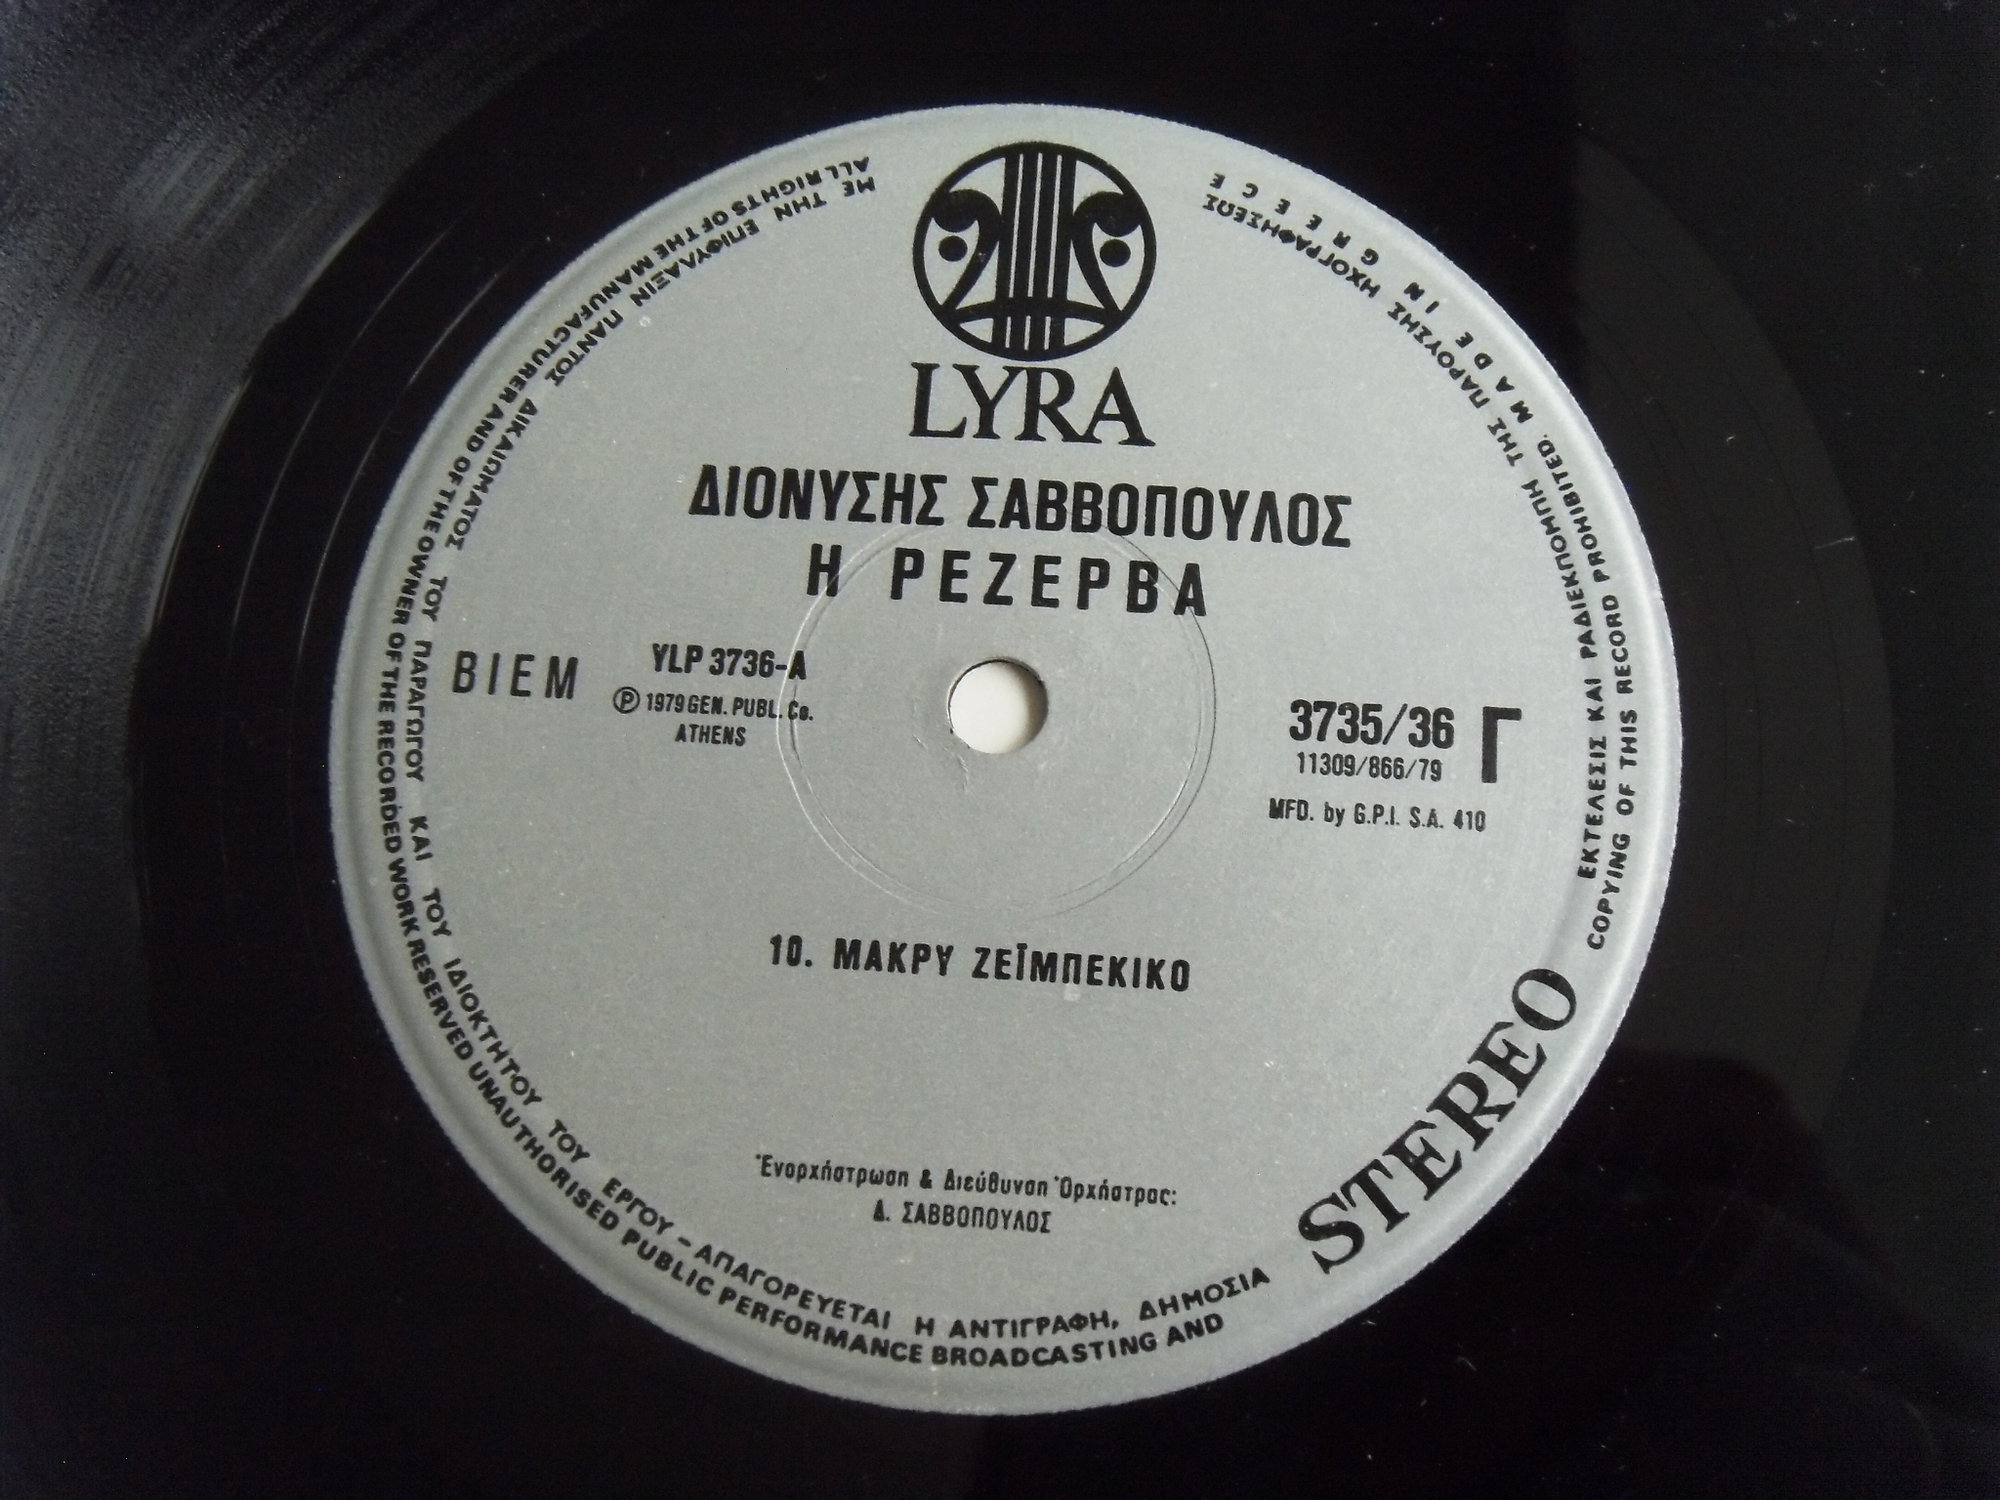 LYRA
ΔΙΟΝΥΣΗΣ ΣΑΒΒΟΠΟΥΛΟΣ
Η ΡΕΖΕΡΒΑ
BIEM
YLP 3736-A
Ⓟ 1979 GEN. PUBL. Co.
ATHENS
3735/36 Γ
11309/866/79
MFD. by G.P.I. S.A. 410
10. ΜΑΚΡΥ ΖΕΪΜΠΕΚΙΚΟ
Ἐνορχήστρωση & Διεύθυνση Ὀρχήστρας:
Δ. ΣΑΒΒΟΠΟΥΛΟΣ
STEREO
ΜΕ ΤΗΝ ΕΠΙΦΥΛΑΞΙΝ ΠΑΝΤΟΣ ΔΙΚΑΙΩΜΑΤΟΣ ΤΟΥ ΠΑΡΑΓΩΓΟΥ ΚΑΙ ΤΟΥ ΙΔΙΟΚΤΗΤΟΥ ΤΟΥ ΕΡΓΟΥ – ΑΠΑΓΟΡΕΥΕΤΑΙ Η ΑΝΤΙΓΡΑΦΗ, ΔΗΜΟΣΙΑ ΕΚΤΕΛΕΣΙΣ ΚΑΙ ΡΑΔΙΕΚΠΟΜΠΗ ΤΗΣ ΠΑΡΟΥΣΗΣ ΗΧΟΓΡΑΦΗΣΕΩΣ
ALL RIGHTS OF THE MANUFACTURER AND OF THE OWNER OF THE RECORDED WORK RESERVED UNAUTHORISED PUBLIC PERFORMANCE BROADCASTING AND COPYING OF THIS RECORD PROHIBITED. MADE IN GREECE